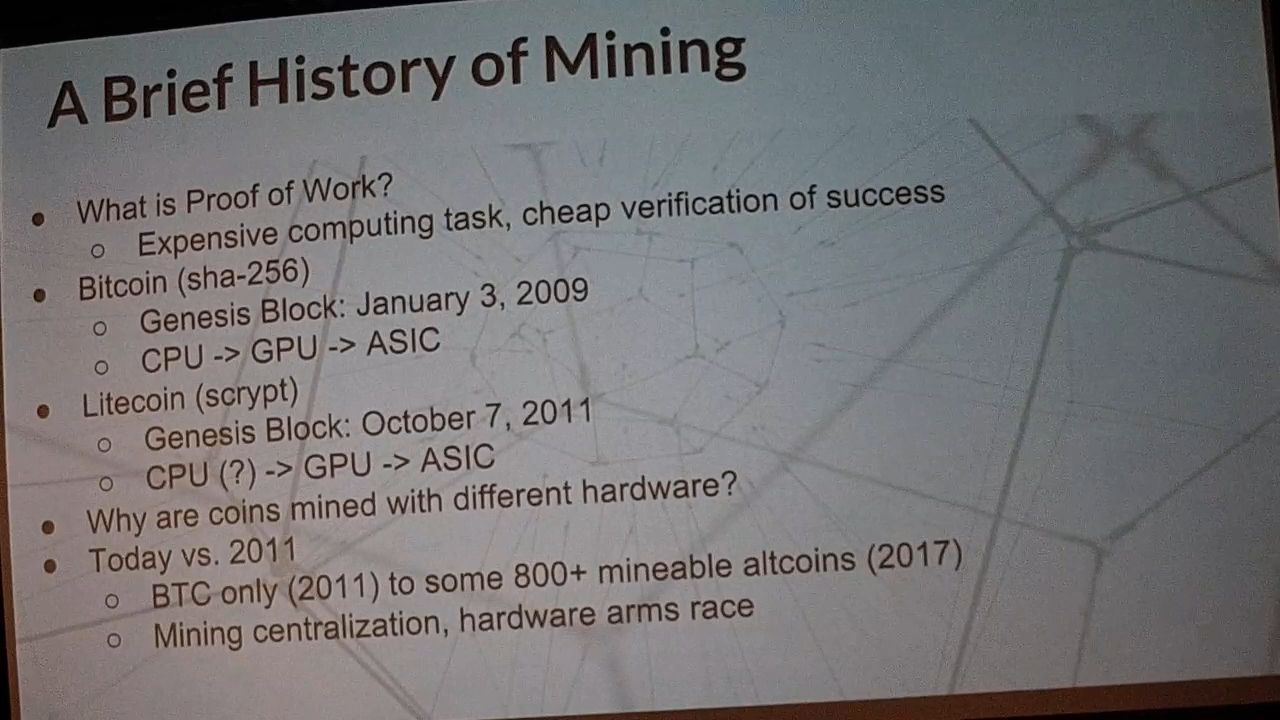 A Brief History of Mining
● What is Proof of Work?
○ Expensive computing task, cheap verification of success
● Bitcoin (sha-256)
○ Genesis Block: January 3, 2009
○ CPU -> GPU -> ASIC
● Litecoin (scrypt)
○ Genesis Block: October 7, 2011
○ CPU (?) -> GPU -> ASIC
● Why are coins mined with different hardware?
● Today vs. 2011
○ BTC only (2011) to some 800+ mineable altcoins (2017)
○ Mining centralization, hardware arms race